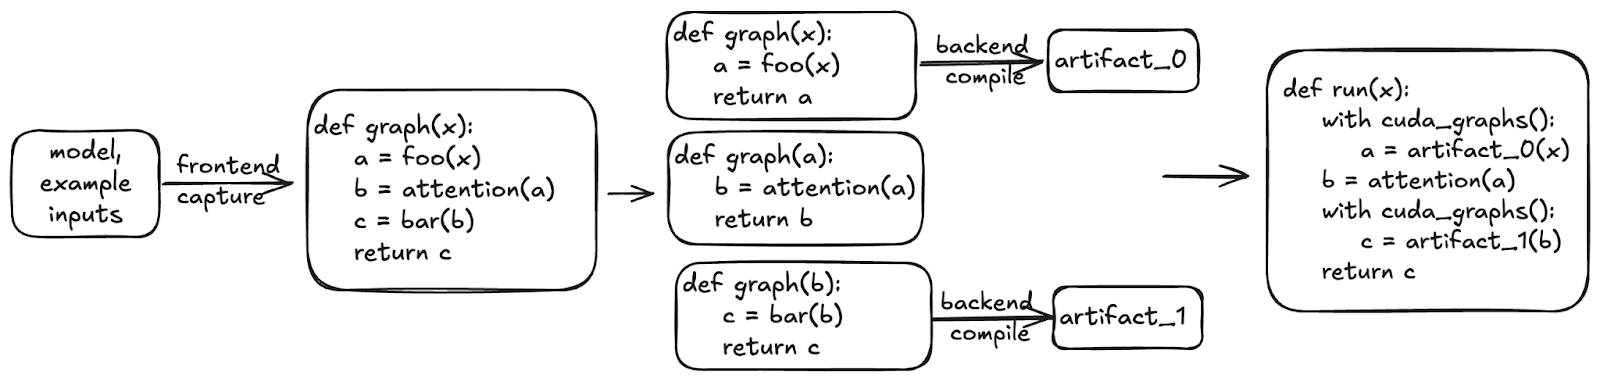 model,
example
inputs
frontend
capture
def graph(x):
a = foo(x)
b = attention(a)
c = bar(b)
return c
def graph(x):
a = foo(x)
return a
backend
compile
artifact_0
def graph(a):
b = attention(a)
return b
def graph(b):
c = bar(b)
return c
backend
compile
artifact_1
def run(x):
with cuda_graphs():
a = artifact_0(x)
b = attention(a)
with cuda_graphs():
c = artifact_1(b)
return c